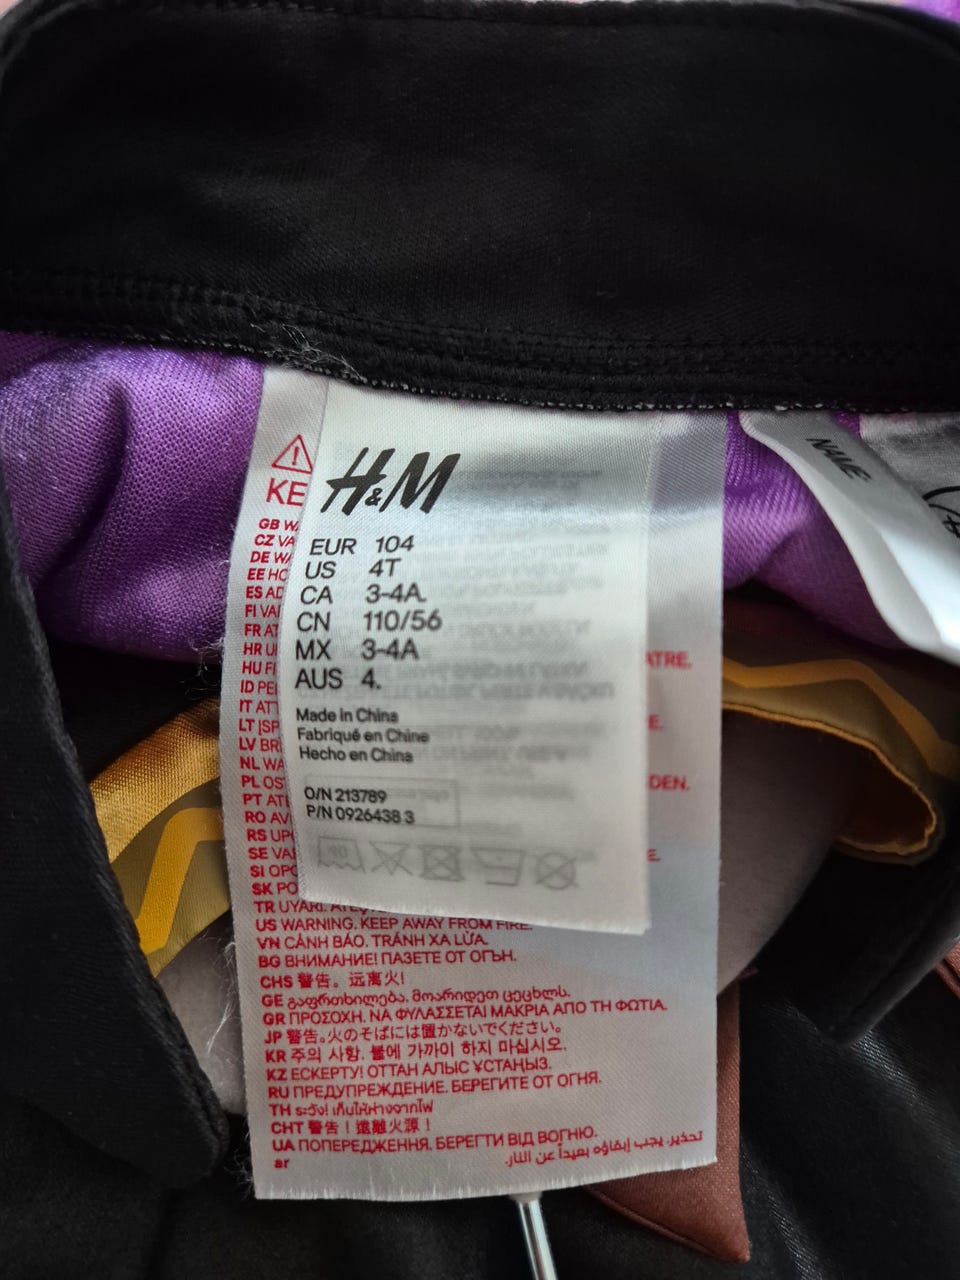 KE
H&M
EUR 104
US 4T
CA 3-4A
CN 110/56
MX 3-4A
AUS 4.
Made in China
Fabriqué en Chine
Hecho en China
O/N 213789
P/N 0926438 3
NAME:
GB
CZ VA
DE
EE HO
ES AD
FI VAI
FR AT
HR
HU FI
ID PE
IT AT
LT ĮSP
LV BR
NL WA
PL OS
PT
RO
RS UP
SE VA
SI OPO
SK PO
ATRE.
E.
DEN.
E.
TR UYARI.
US WARNING. KEEP AWAY FROM FIRE.
VN CẢNH BÁO. TRÁNH XA LỬA.
BG ВНИМАНИЕ! ПАЗЕТЕ ОТ ОГЪН.
CHS 警告。远离火!
GE გაფრთხილება. მოარიდეთ ცეცხლს.
GR ΠΡΟΣΟΧΗ. ΝΑ ΦΥΛΑΣΣΕΤΑΙ ΜΑΚΡΙΑ ΑΠΟ ΤΗ ΦΩΤΙΑ.
JP 警告。火のそばには置かないでください。
KR 주의 사항. 불에 가까이 하지 마십시오.
KZ ЕСКЕРТУ! ОТТАН АЛЫС ҰСТАҢЫЗ.
RU ПРЕДУПРЕЖДЕНИЕ. БЕРЕГИТЕ ОТ ОГНЯ.
TH ระวัง! เก็บให้ห่างจากไฟ
CHT 警告！遠離火源！
UA ПОПЕРЕДЖЕННЯ. БЕРЕГТИ ВІД ВОГНЮ.
ar تحذير. يجب إبقاؤه بعيداً عن النار.